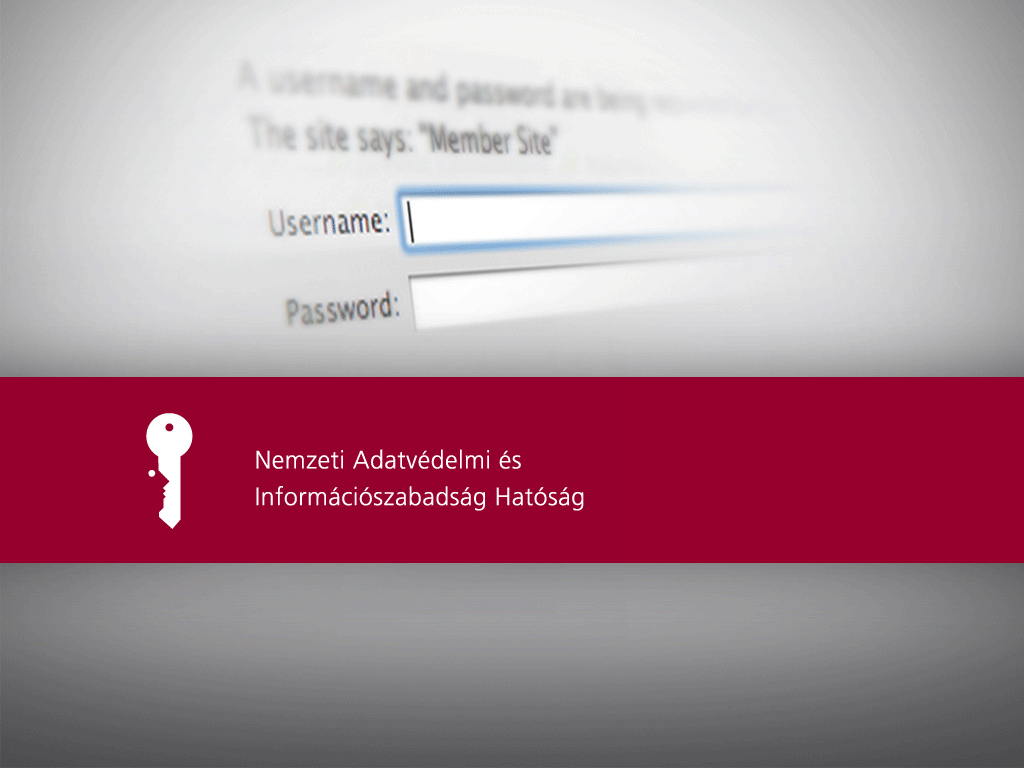 A username and password are being
The site says: "Member Site"
Username:
Password:
Nemzeti Adatvédelmi és
Információszabadság Hatóság